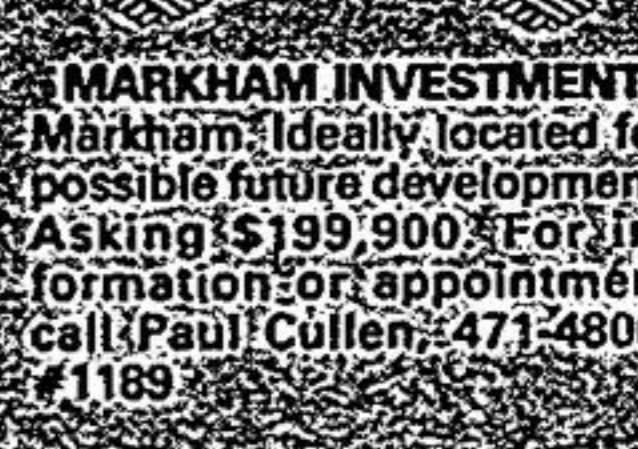 MARKHAM INVESTMENT
Markham. Ideally located f
possible future developmen
Asking $199,900. For in
formation or appointme
call Paul Cullen, 471-480
#1189